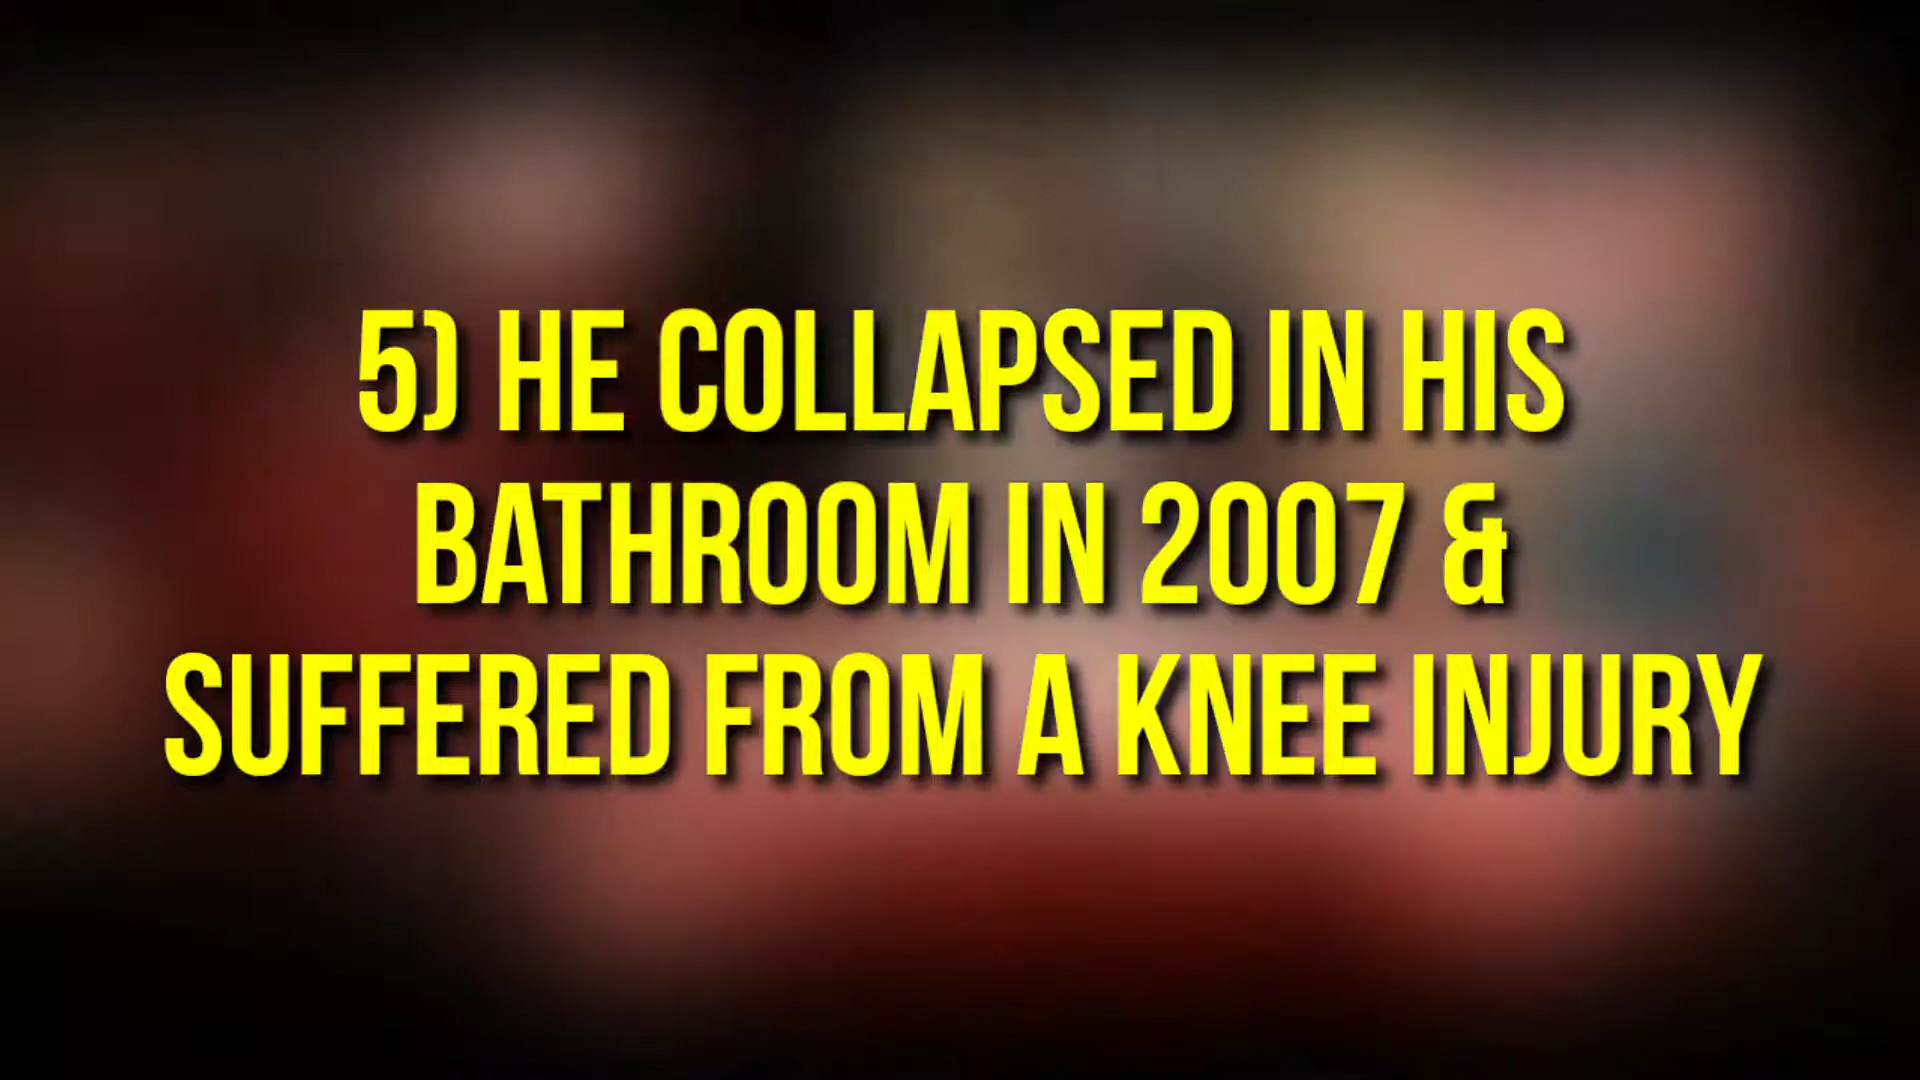 5) HE COLLAPSED IN HIS
BATHROOM IN 2007 &
SUFFERED FROM A KNEE INJURY